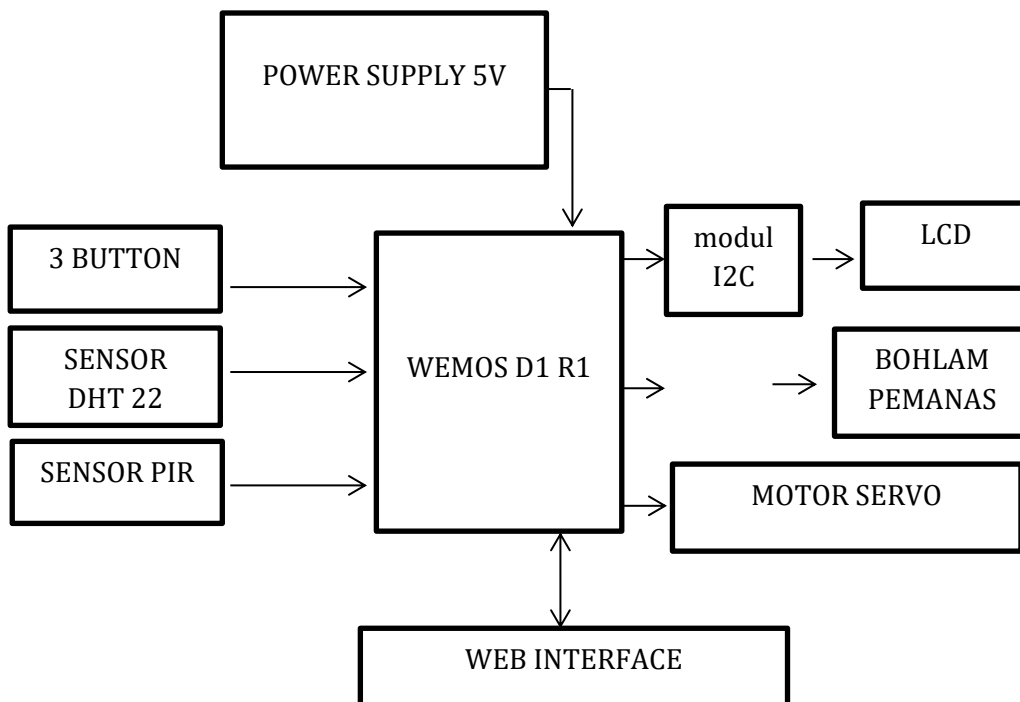 POWER SUPPLY 5V
3 BUTTON
SENSOR
DHT 22
SENSOR PIR
WEMOS D1 R1
modul
I2C
LCD
BOHLAM
PEMANAS
MOTOR SERVO
WEB INTERFACE